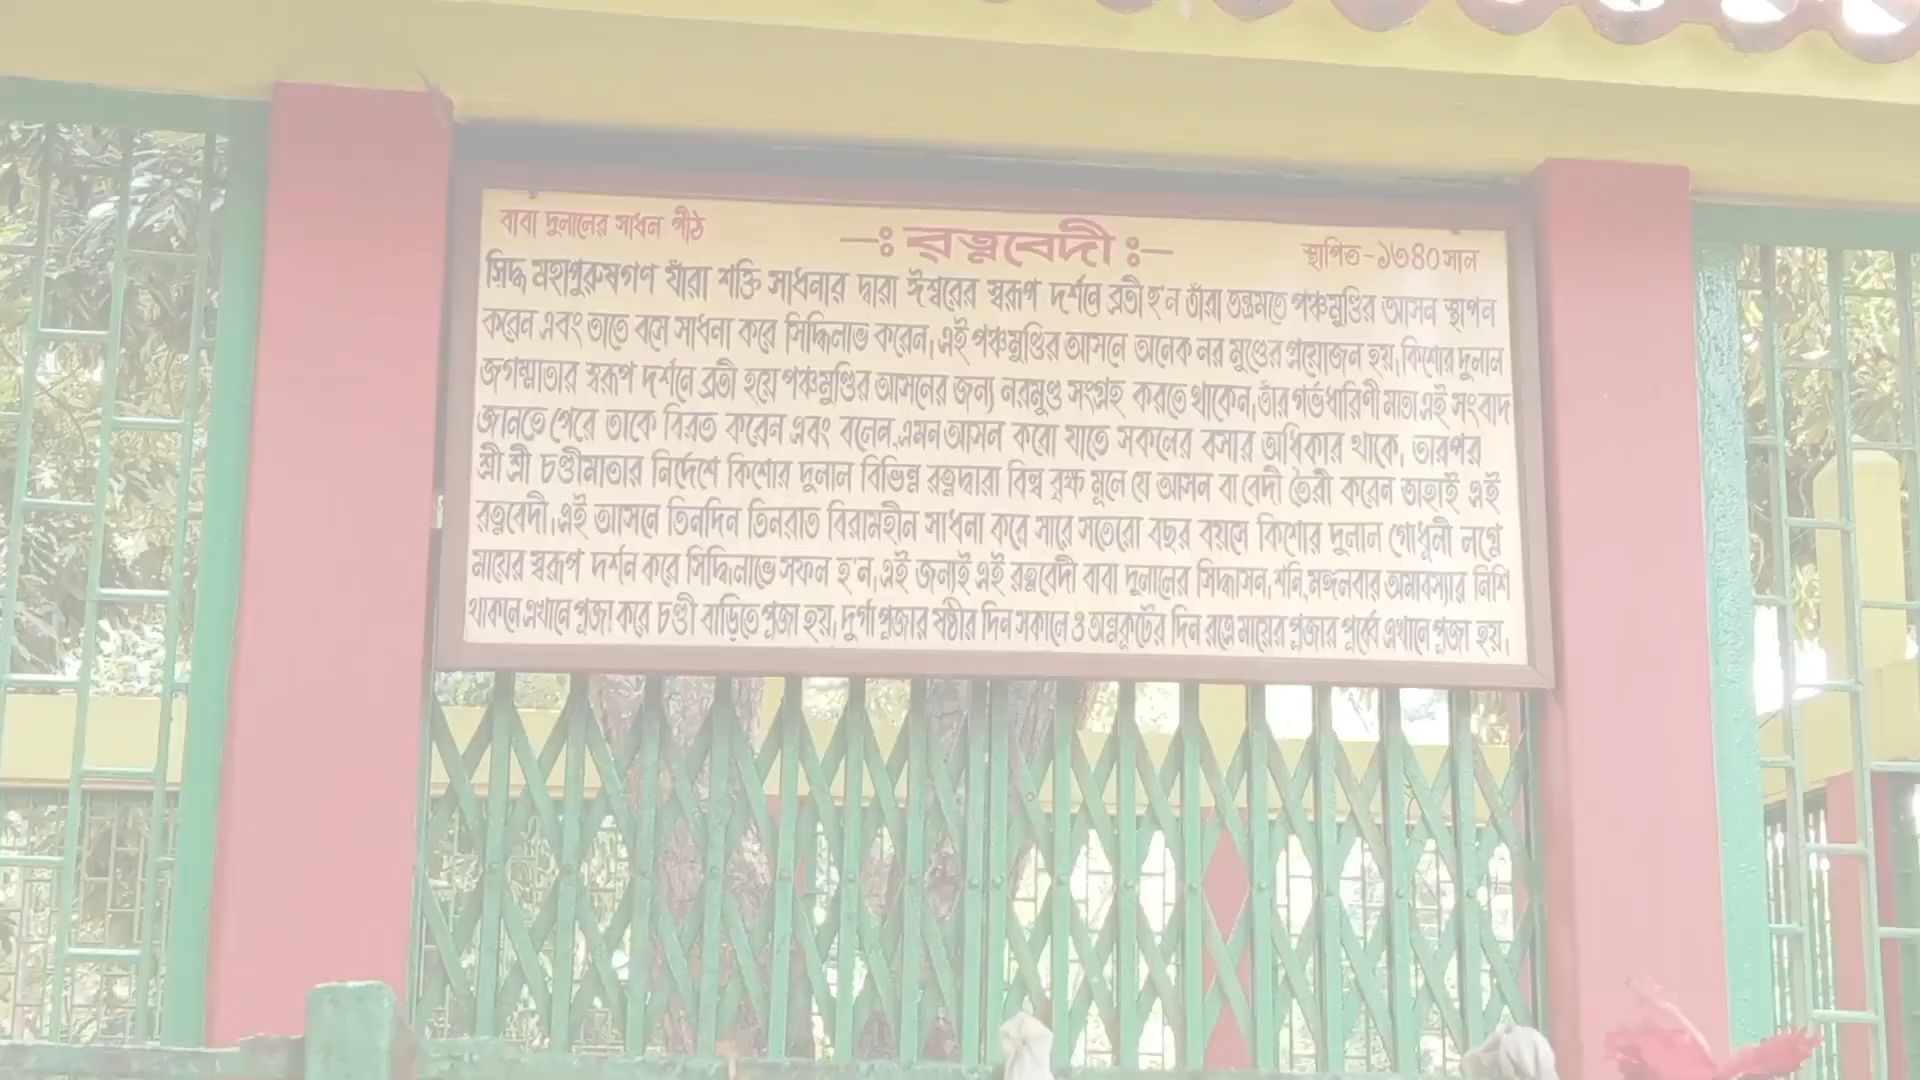 বাবা দুলালের সাধন পীঠ
—ঃ রত্নবেদী ঃ—
স্থাপিত-১৩৪০ সাল
সিদ্ধ মহাপুরুষগণ যাঁরা শক্তি সাধনার দ্বারা ঈশ্বরের স্বরূপ দর্শনে ব্রতী হ'ন তাঁরা তন্ত্রমতে পঞ্চমুণ্ডির আসন স্থাপন
করেন এবং তাতে বসে সাধনা করে সিদ্ধিলাভ করেন। এই পঞ্চমুণ্ডির আসনে অনেক নর মুণ্ডের প্রয়োজন হয়। কিশোর দুলাল
জগন্মাতার স্বরূপ দর্শনে ব্রতী হয়ে পঞ্চমুণ্ডির আসনের জন্য নরমুণ্ড সংগ্রহ করতে থাকেন। তাঁর গর্ভধারিণী মাতা এই সংবাদ
জানতে পেরে তাকে বিরত করেন এবং বলেন, এমন আসন করো যাতে সকলের বসার অধিকার থাকে। তারপর
শ্রী শ্রী চণ্ডীমাতার নির্দেশে কিশোর দুলাল বিভিন্ন রত্নদ্বারা বিল্ব বৃক্ষ মূলে যে আসন বা বেদী তৈরী করেন তাহাই এই
রত্নবেদী। এই আসনে তিনদিন তিনরাত বিরামহীন সাধনা করে সারে সতেরো বছর বয়সে কিশোর দুলাল গোধূলী লগ্নে
মায়ের স্বরূপ দর্শন করে সিদ্ধিলাভে সফল হ'ন। এই জন্যই এই রত্নবেদী বাবা দুলালের সিদ্ধাসন। শনি, মঙ্গলবার অমাবস্যার নিশি
থাকলে এখানে পূজা করে চণ্ডী বাড়িতে পূজা হয়। দুর্গা পূজার ষষ্ঠীর দিন সকালে ও অন্নকূটের দিন রত্নে মায়ের পূজার পূর্ব্বে এখানে পূজা হয়।